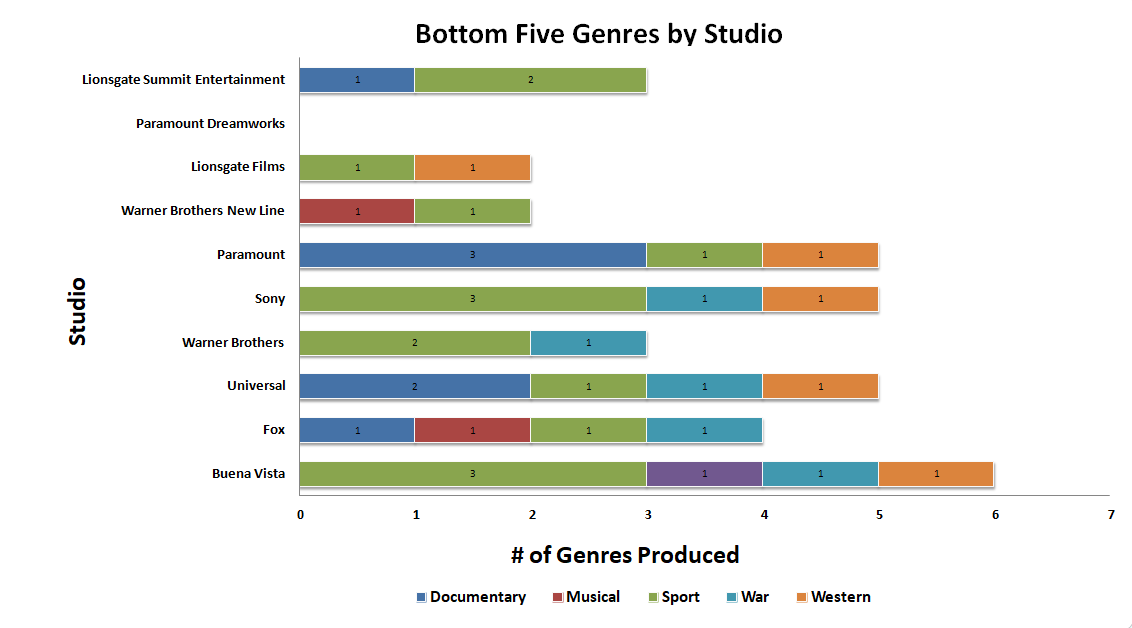 Bottom Five Genres by Studio
Lionsgate Summit Entertainment 1 2
Paramount Dreamworks
Lionsgate Films 1 1
Warner Brothers New Line 1 1
Paramount 3 1 1
Sony 3 1 1
Warner Brothers 2 1
Universal 2 1 1 1
Fox 1 1 1 1
Buena Vista 3 1 1 1
Studio
0 1 2 3 4 5 6 7
# of Genres Produced
Documentary Musical Sport War Western